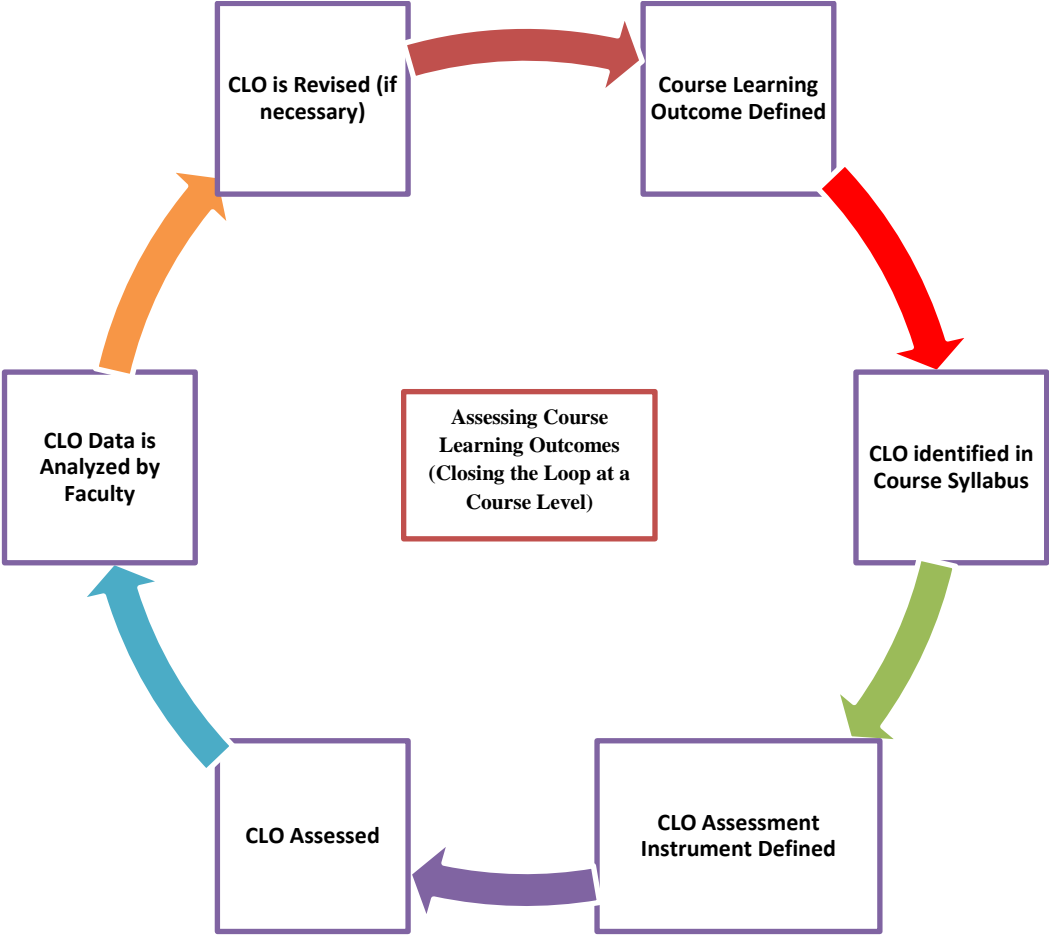 CLO is Revised (if
necessary)
Course Learning
Outcome Defined
CLO Data is
Analyzed by
Faculty
Assessing Course
Learning Outcomes
(Closing the Loop at a
Course Level)
CLO identified in
Course Syllabus
CLO Assessed
CLO Assessment
Instrument Defined